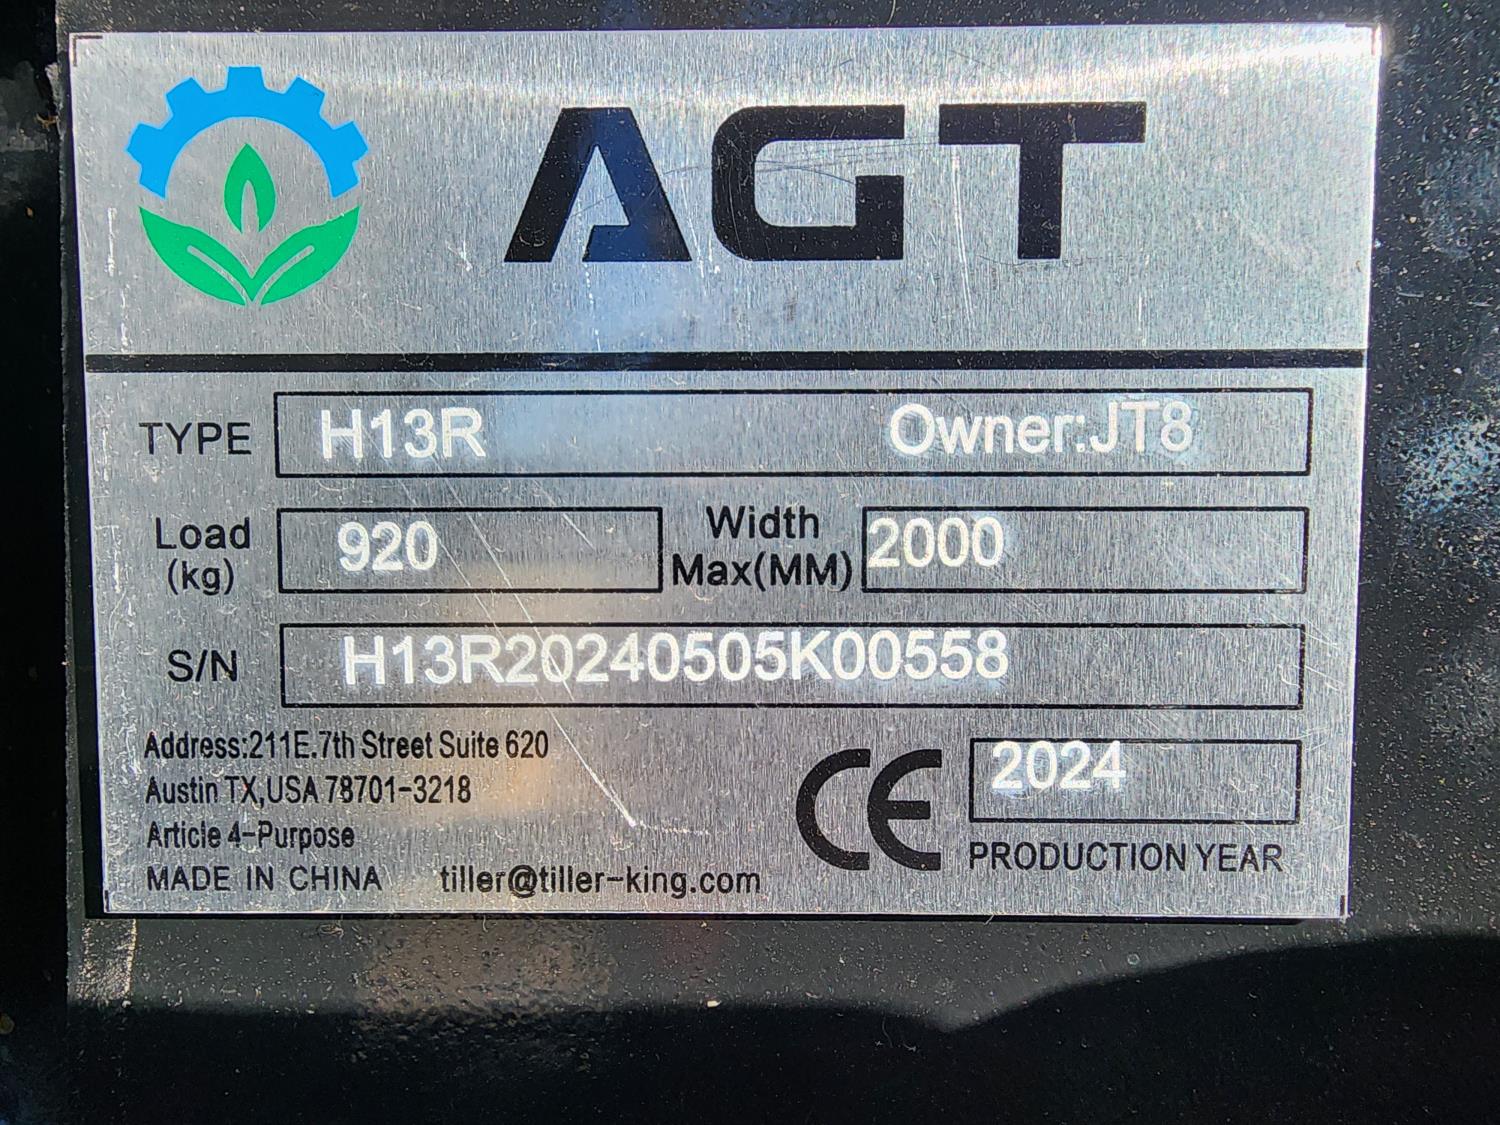 AGT
TYPE H13R Owner:JT8
Load (kg) 920 Width Max(MM) 2000
S/N H13R20240505K00558
Address:211E.7th Street Suite 620
Austin TX,USA 78701-3218
Article 4-Purpose
MADE IN CHINA tiller@tiller-king.com
CE 2024
PRODUCTION YEAR